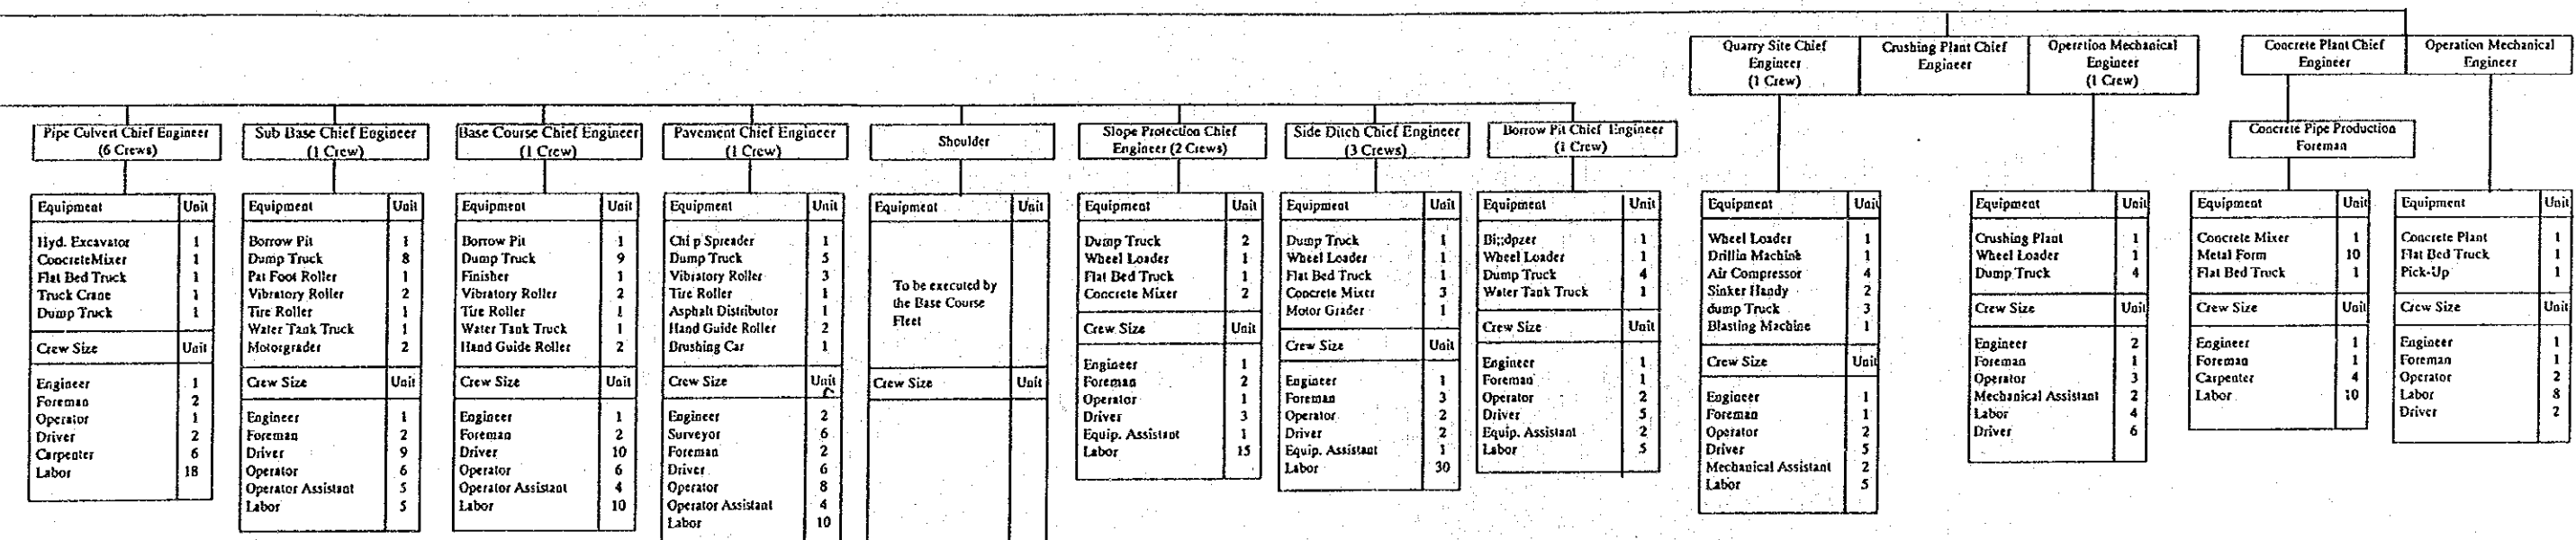 Quarry Site Chief
Engineer
(1 Crew)
Crushing Plant Chief
Engineer
Operetion Mechanical
Engineer
(1 Crew)
Concrete Plant Chief
Engineer
Operation Mechanical
Engineer
Pipe Culvert Chief Engineer
(6 Crews)
Sub Base Chief Engineer
(1 Crew)
Base Course Chief Engineer
(1 Crew)
Pavement Chief Engineer
(1 Crew)
Shoulder
Slope Protection Chief
Engineer (2 Crews)
Side Ditch Chief Engineer
(3 Crews)
Borrow Pit Chief Engineer
(1 Crew)
Concrete Pipe Production
Foreman
Equipment Unit
Hyd. Excavator 1
ConcreteMixer 1
Flat Bed Truck 1
Truck Crane 1
Dump Truck 1
Crew Size Unit
Engineer 1
Foreman 2
Operator 1
Driver 2
Carpenter 6
Labor 18
Equipment Unit
Borrow Pit 1
Dump Truck 8
Pat Foot Roller 1
Vibratory Roller 2
Tire Roller 1
Water Tank Truck 1
Motorgrader 2
Crew Size Unit
Engineer 1
Foreman 2
Driver 9
Operator 6
Operator Assistant 5
Labor 5
Equipment Unit
Borrow Pit 1
Dump Truck 9
Finisher 1
Vibratory Roller 2
Tire Roller 1
Water Tank Truck 1
Hand Guide Roller 2
Crew Size Unit
Engineer 1
Foreman 2
Driver 10
Operator 6
Operator Assistant 4
Labor 10
Equipment Unit
Chi p Spreader 1
Dump Truck 5
Vibratory Roller 3
Tire Roller 1
Asphalt Distributor 1
Hand Guide Roller 2
Brushing Car 1
Crew Size Unit
Engineer 2
Surveyor 6
Foreman 2
Driver 6
Operator 8
Operator Assistant 4
Labor 10
Equipment Unit
To be executed by
the Base Course
Fleet
Crew Size Unit
Equipment Unit
Dump Truck 2
Wheel Loader 1
Flat Bed Truck 1
Concrete Mixer 2
Crew Size Unit
Engineer 1
Foreman 2
Operator 1
Driver 3
Equip. Assistant 1
Labor 15
Equipment Unit
Dump Truck 1
Wheel Loader 1
Flat Bed Truck 1
Concrete Mixer 3
Motor Grader 1
Crew Size Unit
Engineer 1
Foreman 3
Operator 2
Driver 2
Equip. Assistant 1
Labor 30
Equipment Unit
Bi;;dpzer 1
Wheel Loader 1
Dump Truck 4
Water Tank Truck 1
Crew Size Unit
Engineer 1
Foreman 1
Operator 2
Driver 5
Equip. Assistant 2
Labor 5
Equipment Unit
Wheel Loader 1
Drillin Machink 1
Air Compressor 4
Sinker Handy 2
dump Truck 3
Blasting Machine 1
Crew Size Unit
Engineer 1
Foreman 1
Operator 2
Driver 5
Mechanical Assistant 2
Labor 5
Equipment Unit
Crushing Plant 1
Wheel Loader 1
Dump Truck 4
Crew Size Unit
Engineer 2
Foreman 1
Operator 3
Mechanical Assistant 2
Labor 4
Driver 6
Equipment Unit
Concrete Mixer 1
Metal Form 10
Flat Bed Truck 1
Crew Size Unit
Engineer 1
Foreman 1
Carpenter 4
Labor 10
Equipment Unit
Concrete Plant 1
Flat Bed Truck 1
Pick-Up 1
Crew Size Unit
Engineer 1
Foreman 1
Operator 2
Labor 8
Driver 2